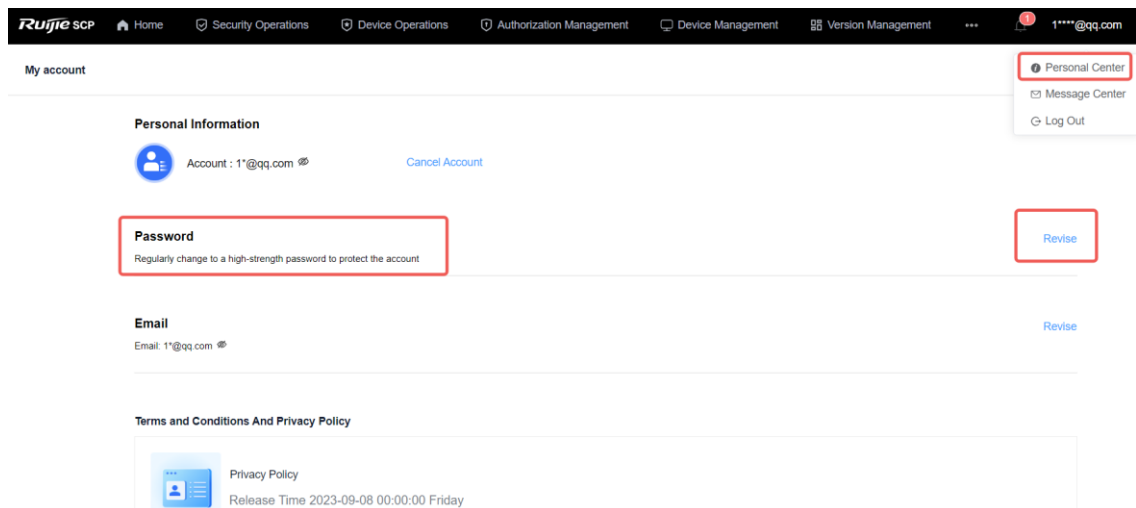 Ruijie SCP Home Security Operations Device Operations Authorization Management Device Management Version Management ••• 1 1****@qq.com
My account
Personal Center
Message Center
Log Out
Personal Information
Account : 1*@qq.com Cancel Account
Password
Revise
Regularly change to a high-strength password to protect the account
Email
Revise
Email: 1*@qq.com
Terms and Conditions And Privacy Policy
Privacy Policy
Release Time 2023-09-08 00:00:00 Friday